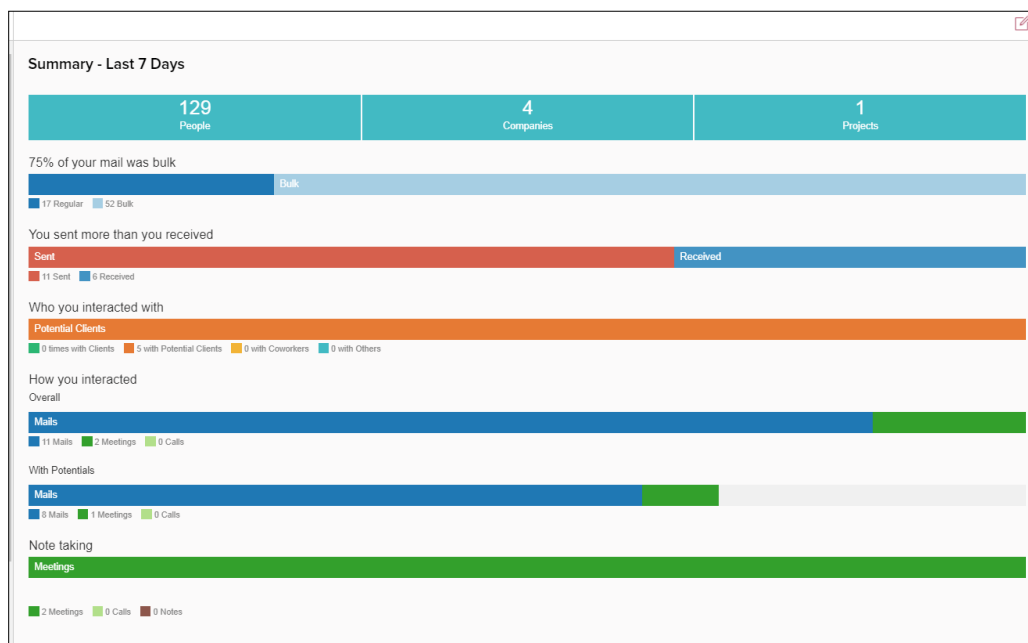 Summary - Last 7 Days
129 4 1
People Companies Projects
75% of your mail was bulk
Bulk
17 Regular 52 Bulk
You sent more than you received
Sent Received
11 Sent 6 Received
Who you interacted with
Potential Clients
0 times with Clients 5 with Potential Clients 0 with Coworkers 0 with Others
How you interacted
Overall
Mails
11 Mails 2 Meetings 0 Calls
With Potentials
Mails
8 Mails 1 Meetings 0 Calls
Note taking
Meetings
2 Meetings 0 Calls 0 Notes